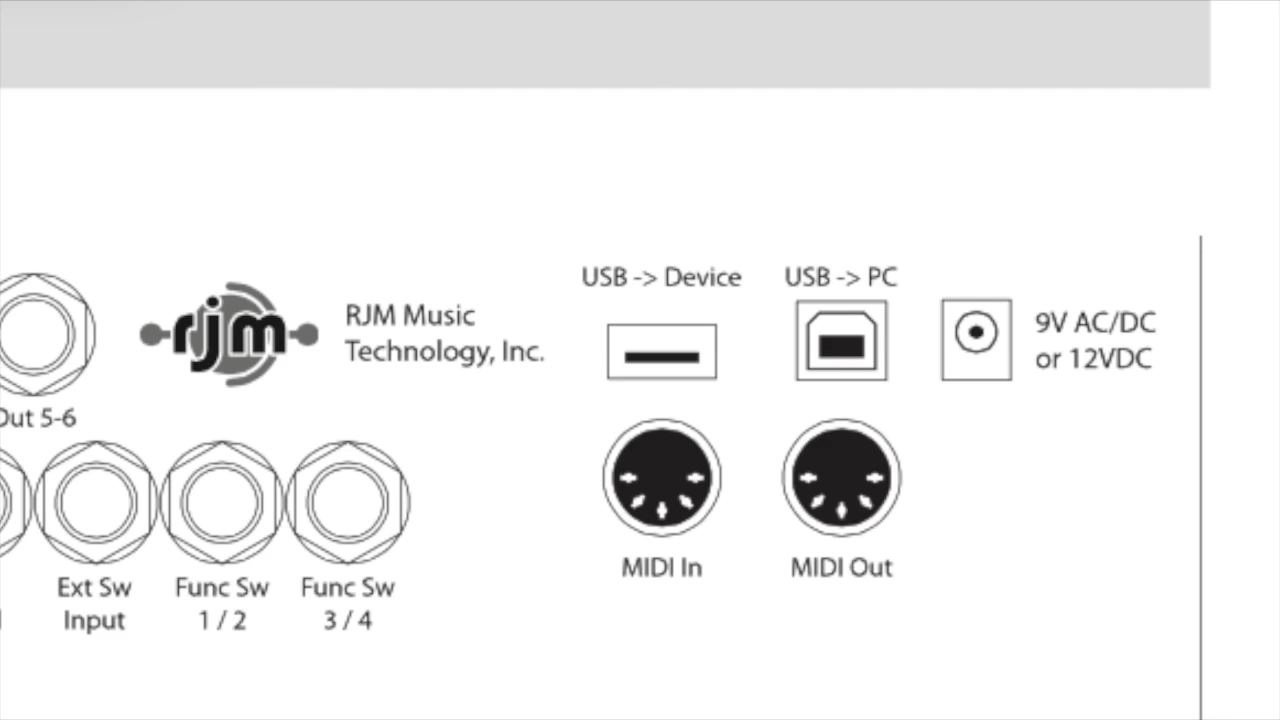 USB -> Device
USB -> PC
rjm
RJM Music
Technology, Inc.
9V AC/DC
or 12VDC
Out 5-6
MIDI In
MIDI Out
Ext Sw
Input
Func Sw
1 / 2
Func Sw
3 / 4